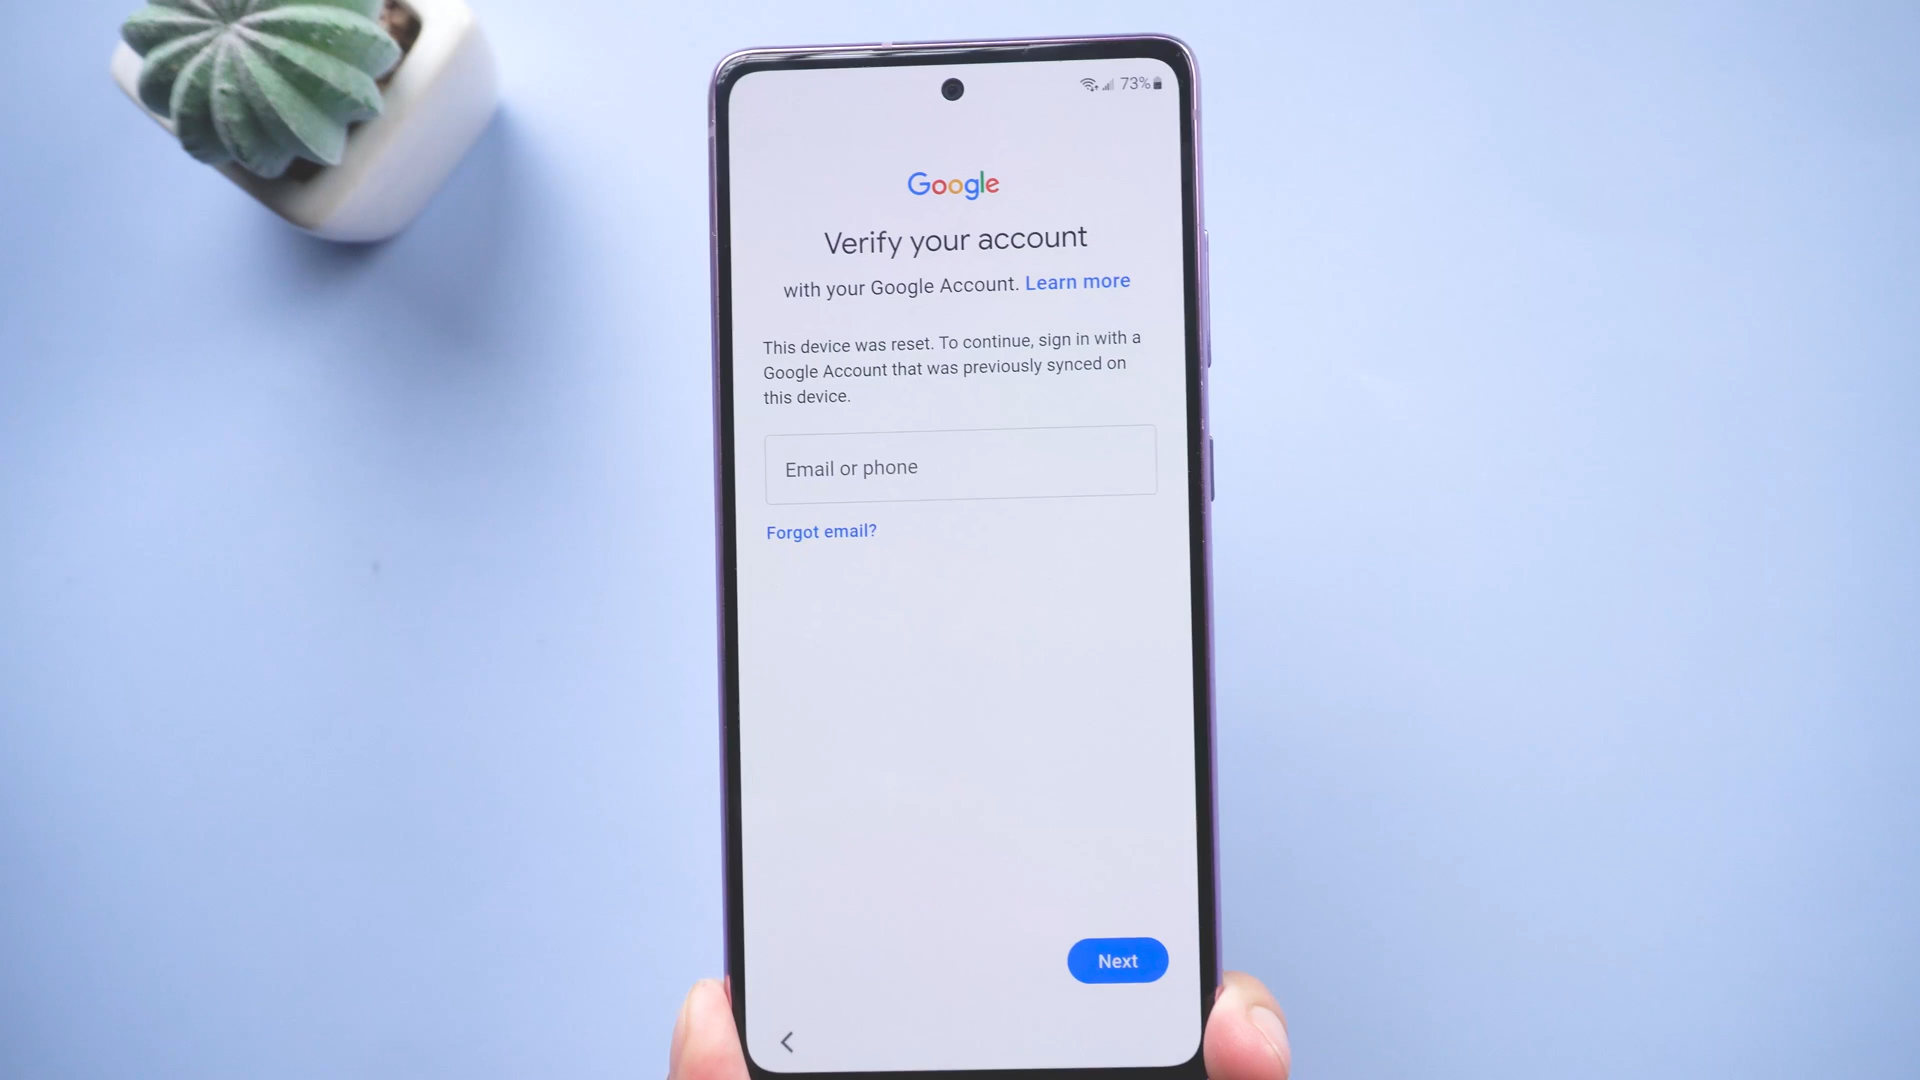 73%
Google
Verify your account
with your Google Account. Learn more
This device was reset. To continue, sign in with a
Google Account that was previously synced on
this device.
Email or phone
Forgot email?
Next